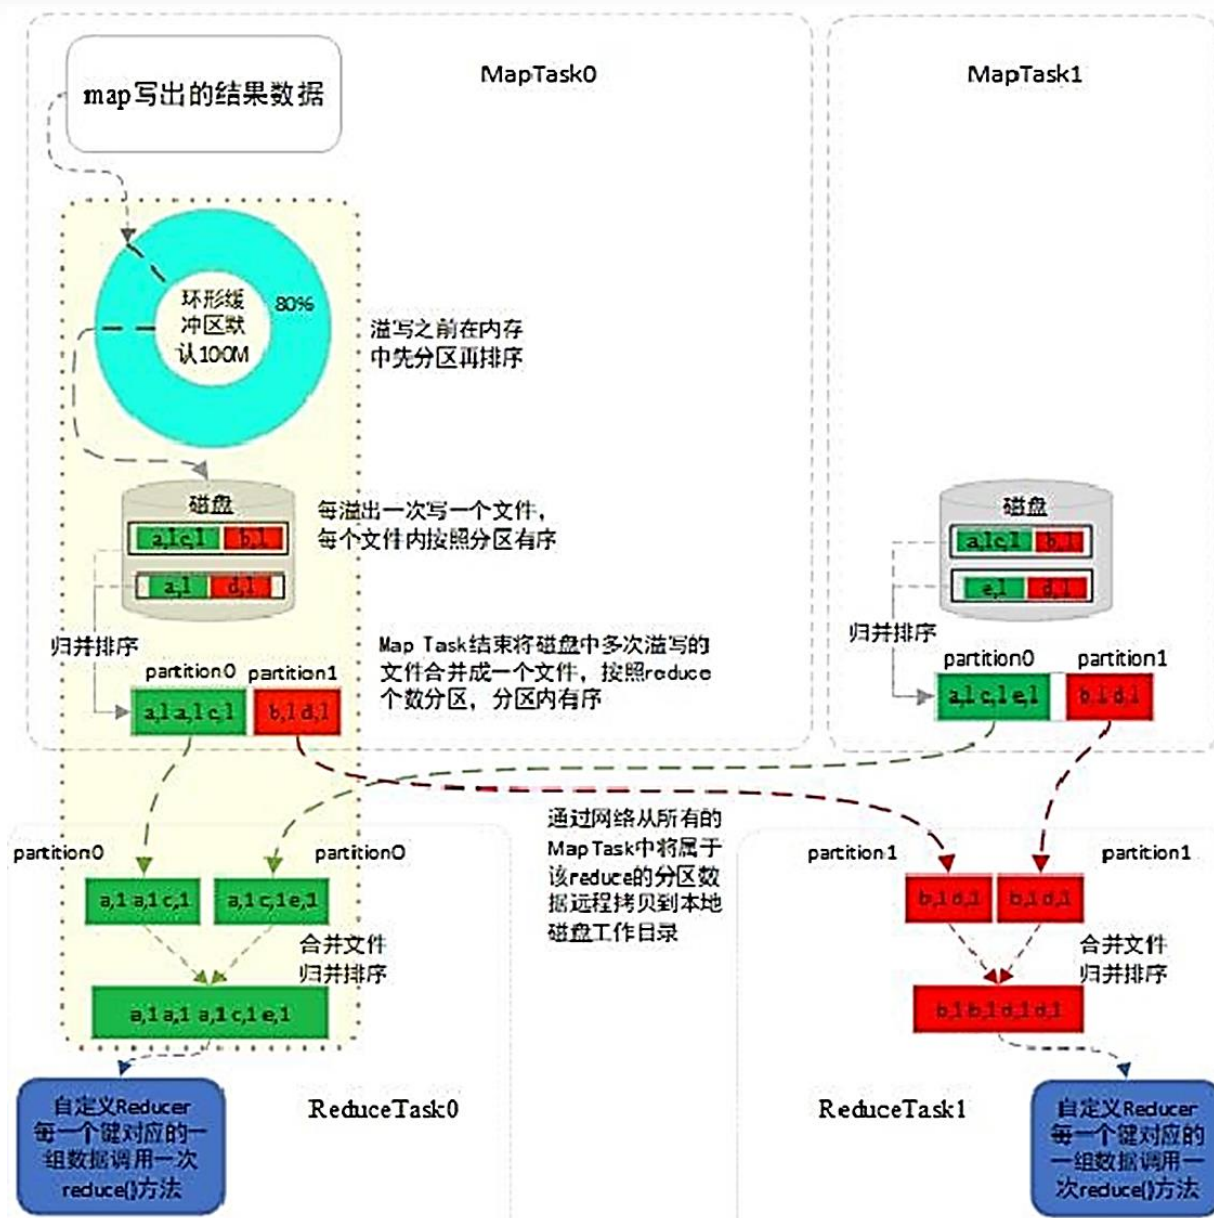 MapTask0
MapTask1
map写出的结果数据
80%
环形缓
冲区默
认100M
溢写之前在内存
中先分区再排序
磁盘
a,1c,1
b,1
a,1
d,1
每溢出一次写一个文件，
每个文件内按照分区有序
磁盘
a,1c,1
b,1
e,1
d,1
归并排序
归并排序
Map Task结束将磁盘中多次溢写的
文件合并成一个文件，按照reduce
个数分区，分区内有序
partition0
partition1
a,1 a,1 c,1
b,1 d,1
partition0
partition1
a,1 c,1 e,1
b,1 d,1
通过网络从所有的
MapTask中将属于
该reduce的分区数
据远程拷贝到本地
磁盘工作目录
partition0
partition0
a,1 a,1 c,1
a,1 c,1 e,1
合并文件
归并排序
a,1 a,1 a,1 c,1 c,1 e,1
partition1
partition1
b,1 d,1
b,1 d,1
合并文件
归并排序
b,1 b,1 d,1 d,1
自定义Reducer
每一个键对应的一
组数据调用一次
reduce()方法
ReduceTask0
ReduceTask1
自定义Reducer
每一个键对应的
一组数据调用一
次reduce()方法